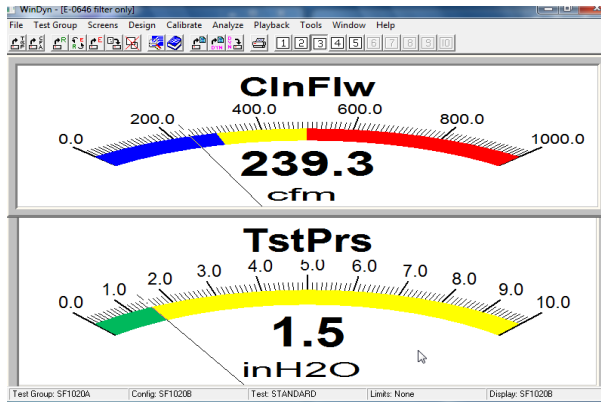 WinDyn - [E-0646 filter only]
File Test Group Screens Design Calibrate Analyze Playback Tools Window Help
1 2 3 4 5 6 7 8 9 10
ClnFlw
0.0 200.0 400.0 600.0 800.0 1000.0
239.3
cfm
TstPrs
0.0 1.0 2.0 3.0 4.0 5.0 6.0 7.0 8.0 9.0 10.0
1.5
inH2O
Test Group: SF1020A Config: SF1020B Test: STANDARD Limits: None Display: SF1020B